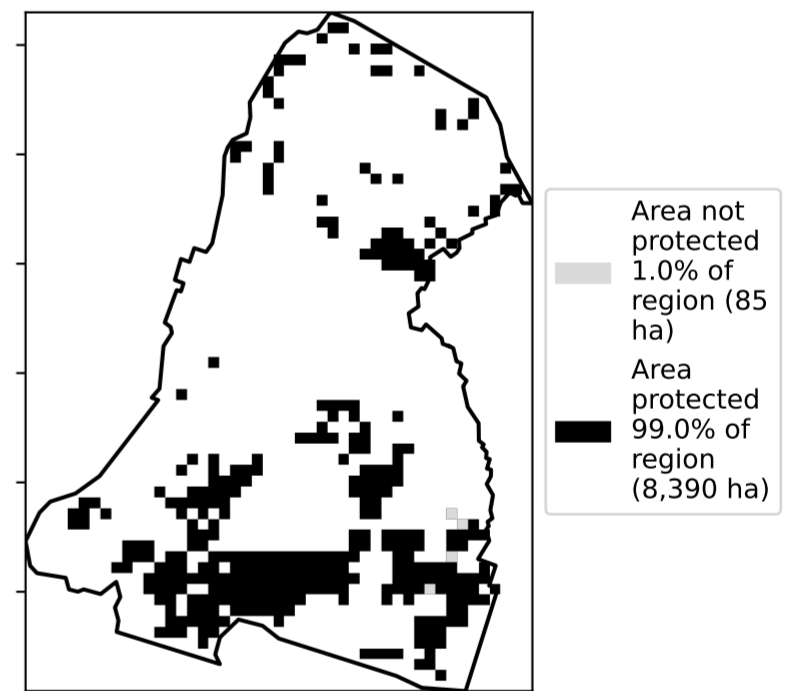 Area not
protected
1.0% of
region (85
ha)
Area
protected
99.0% of
region
(8,390 ha)